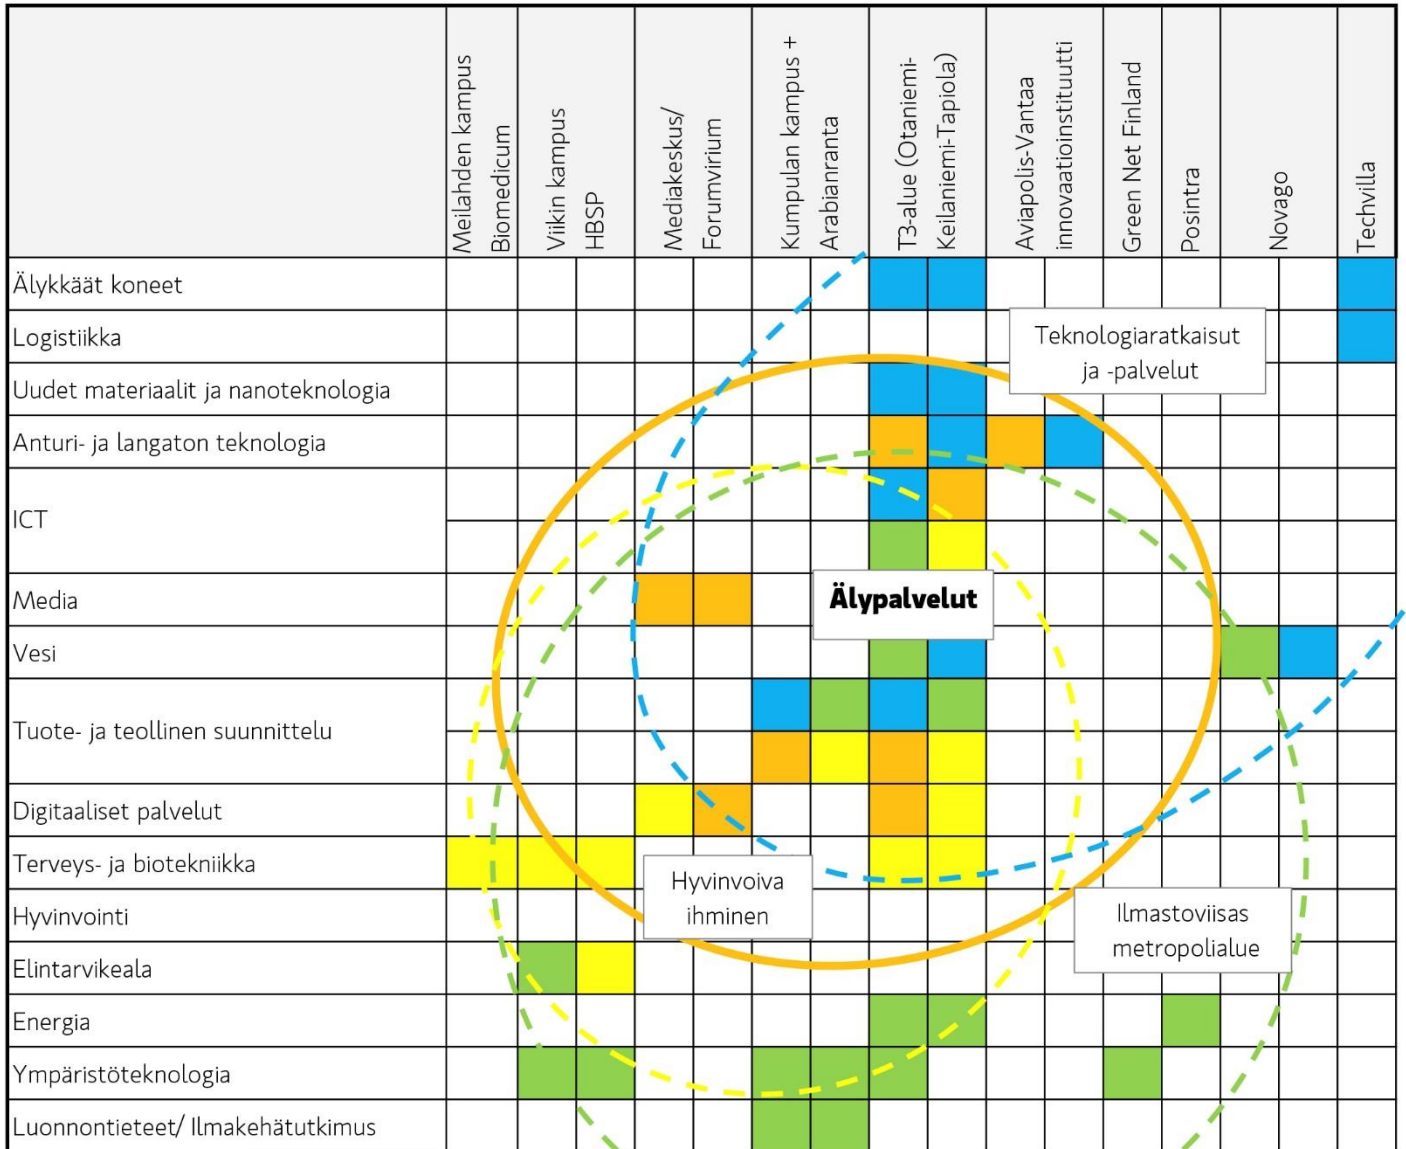 Meilahden kampus
Biomedicum
Viikin kampus
HBSP
Mediakeskus/
Forumvirium
Kumpulan kampus +
Arabianranta
T3-alue (Otaniemi-
Keilaniemi-Tapiola)
Aviapolis-Vantaa
innovaatioinstituutti
Green Net Finland
Posintra
Novago
Techvilla
Älykkäät koneet
Logistiikka
Teknologiaratkaisut
ja -palvelut
Uudet materiaalit ja nanoteknologia
Anturi- ja langaton teknologia
ICT
Media
Älypalvelut
Vesi
Tuote- ja teollinen suunnittelu
Digitaaliset palvelut
Terveys- ja biotekniikka
Hyvinvoiva
ihminen
Hyvinvointi
Ilmastoviisas
metropolialue
Elintarvikeala
Energia
Ympäristöteknologia
Luonnontieteet/ Ilmakehätutkimus